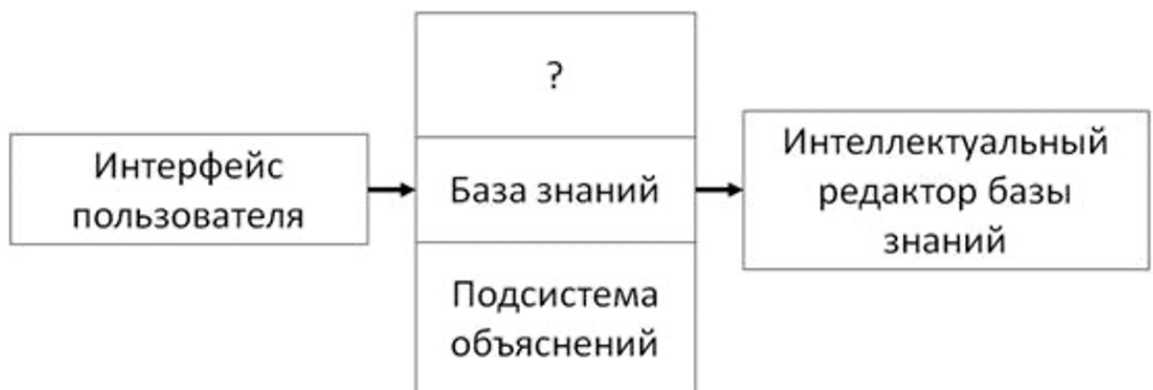 ?
Интерфейс
пользователя
База знаний
Подсистема
объяснений
Интеллектуальный
редактор базы
знаний